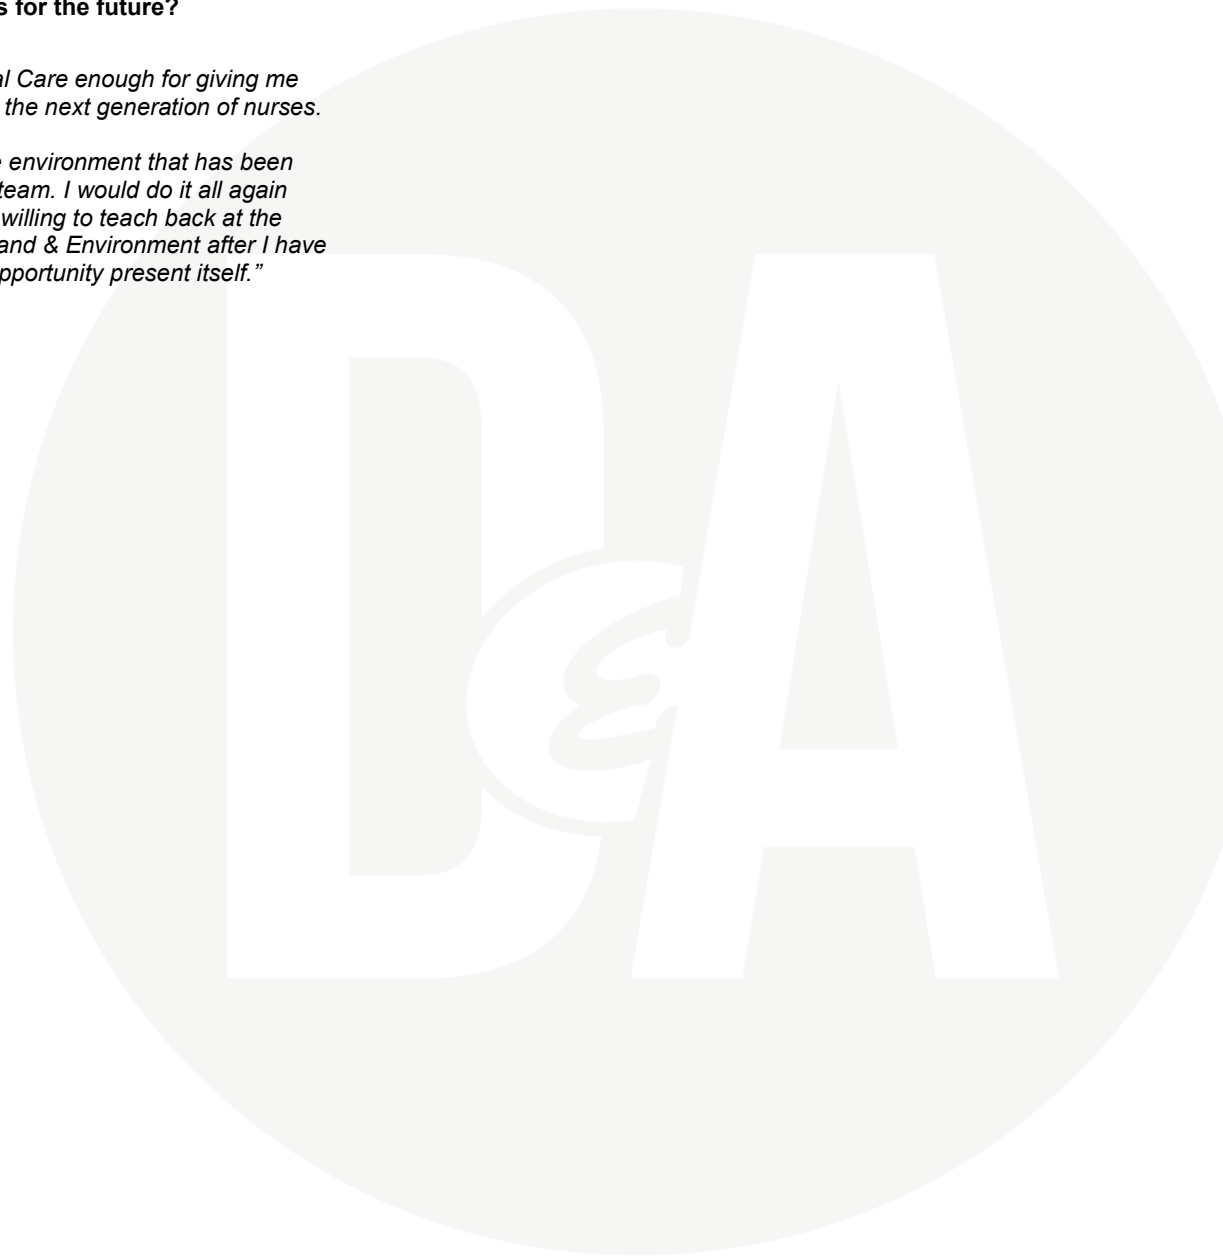 s for the future?
al Care enough for giving me
the next generation of nurses.
e environment that has been
team. I would do it all again
willing to teach back at the
and & Environment after I have
pportunity present itself.”
D&A